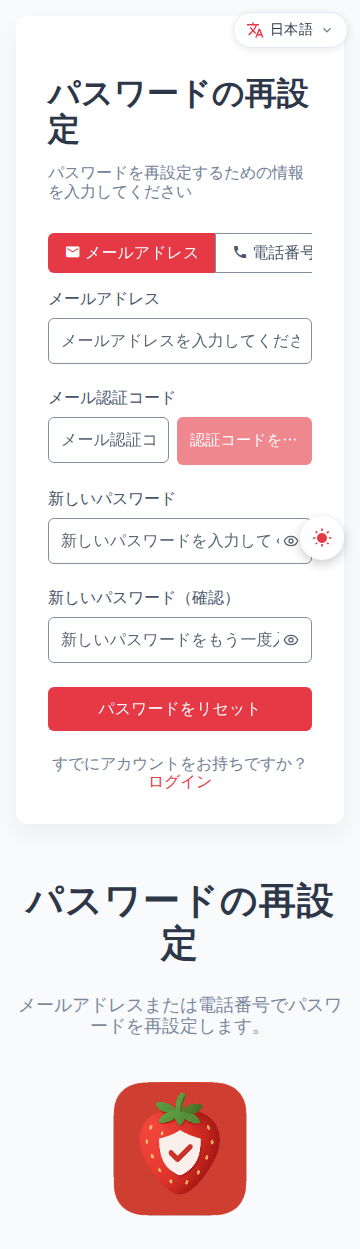 日本語
パスワードの再設
定
パスワードを再設定するための情報
を入力してください
メールアドレス
電話番号
メールアドレス
メールアドレスを入力してくださ
メール認証コード
メール認証コ
認証コードを…
新しいパスワード
新しいパスワードを入力して
新しいパスワード（確認）
新しいパスワードをもう一度入
パスワードをリセット
すでにアカウントをお持ちですか？
ログイン
パスワードの再設
定
メールアドレスまたは電話番号でパスワ
ードを再設定します。